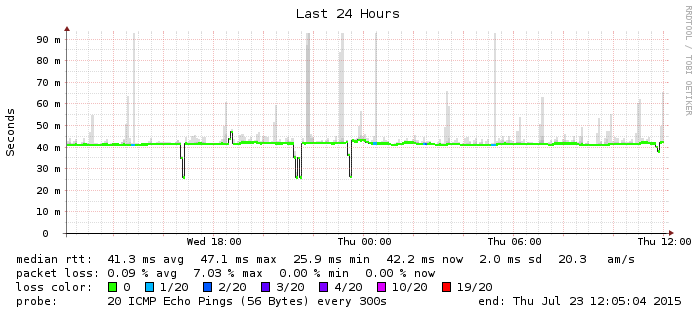 Last 24 Hours
RRDTOOL / TOBI OETIKER
Seconds
90 m
80 m
70 m
60 m
50 m
40 m
30 m
20 m
10 m
0
Wed 18:00 Thu 00:00 Thu 06:00 Thu 12:00
median rtt: 41.3 ms avg 47.1 ms max 25.9 ms min 42.2 ms now 2.0 ms sd 20.3 am/s
packet loss: 0.09 % avg 7.03 % max 0.00 % min 0.00 % now
loss color: 0 1/20 2/20 3/20 4/20 10/20 19/20
probe: 20 ICMP Echo Pings (56 Bytes) every 300s end: Thu Jul 23 12:05:04 2015